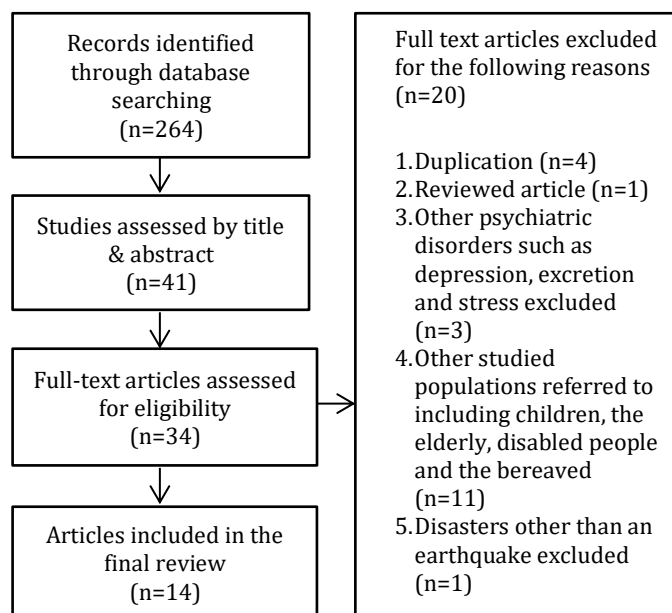 Records identified
through database
searching
(n=264)
Studies assessed by title
& abstract
(n=41)
Full-text articles assessed
for eligibility
(n=34)
Articles included in the
final review
(n=14)
Full text articles excluded
for the following reasons
(n=20)
1.Duplication (n=4)
2.Reviewed article (n=1)
3.Other psychiatric
disorders such as
depression, excretion
and stress excluded
(n=3)
4.Other studied
populations referred to
including children, the
elderly, disabled people
and the bereaved
(n=11)
5.Disasters other than an
earthquake excluded
(n=1)